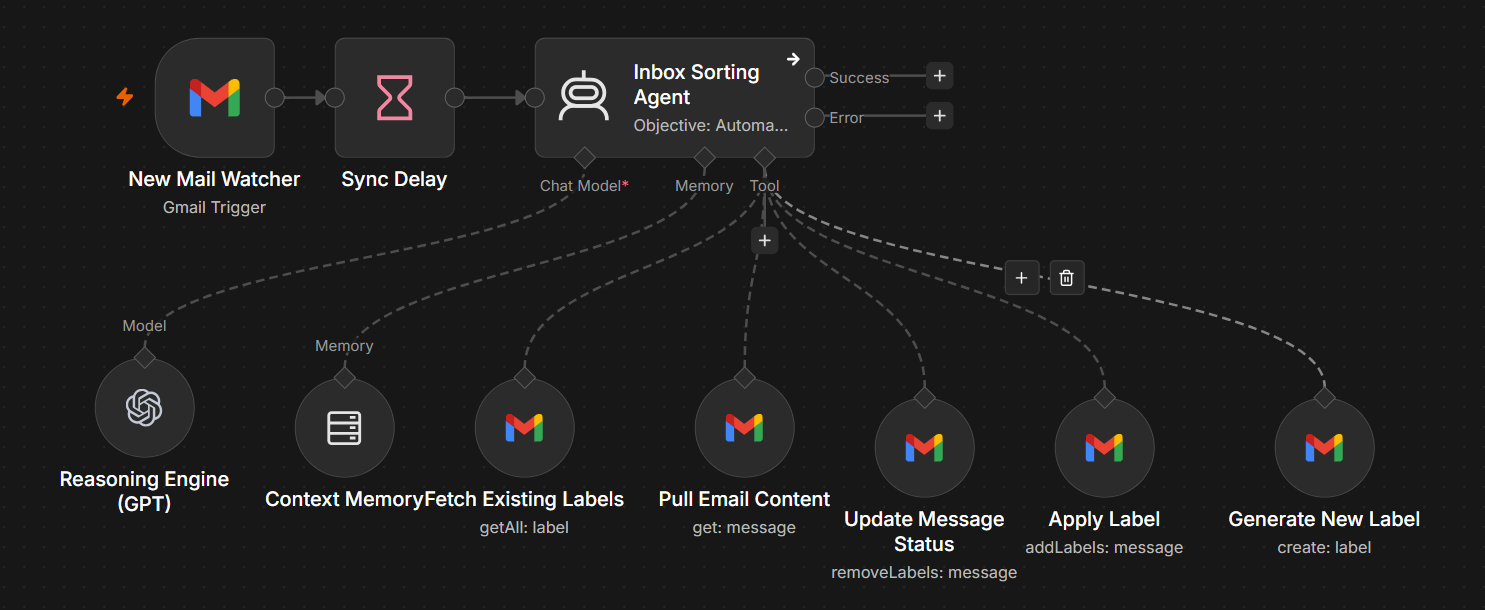 Inbox Sorting
Agent
Objective: Automa...
Success
Error
New Mail Watcher
Gmail Trigger
Sync Delay
Chat Model*
Memory
Tool
Model
Memory
Reasoning Engine
(GPT)
Context Memory
Fetch Existing Labels
getAll: label
Pull Email Content
get: message
Update Message
Status
removeLabels: message
Apply Label
addLabels: message
Generate New Label
create: label